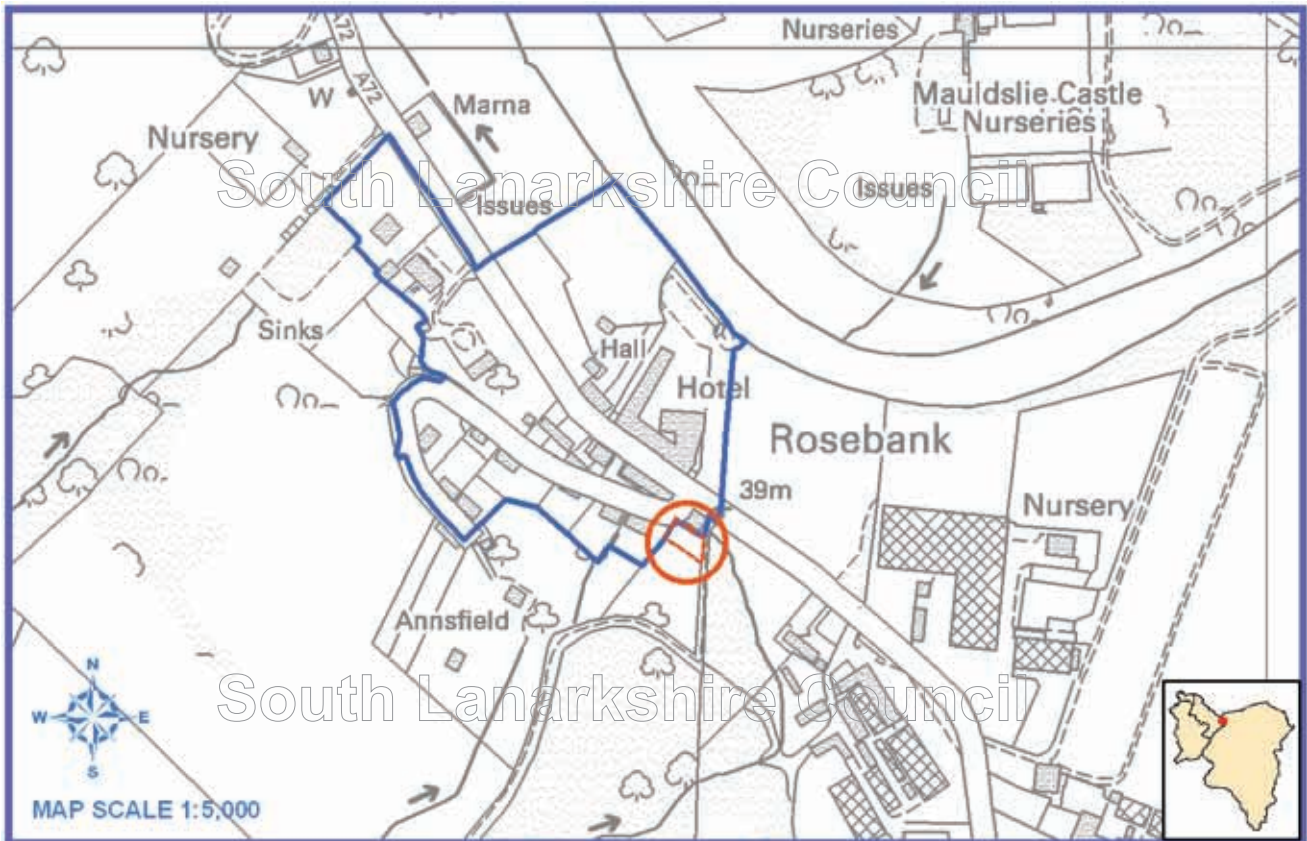 Nurseries
A72
A72
W
Marna
Mauldslie Castle
Nurseries
Nursery
South Lanarkshire Council
Issues
Issues
Sinks
Hall
Hotel
Rosebank
39m
Nursery
Annsfield
South Lanarkshire Council
N
W E
S
MAP SCALE 1:5,000